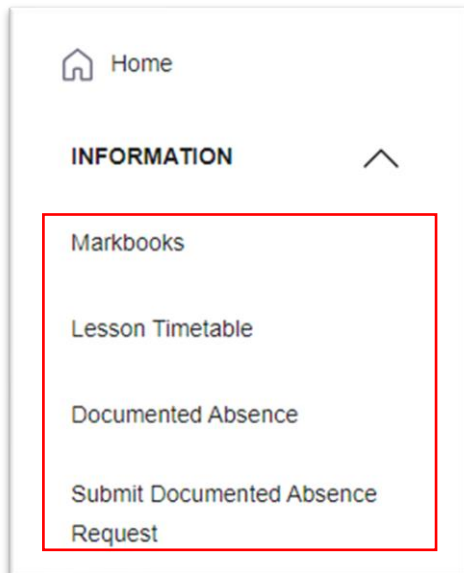 Home
INFORMATION
Markbooks
Lesson Timetable
Documented Absence
Submit Documented Absence
Request